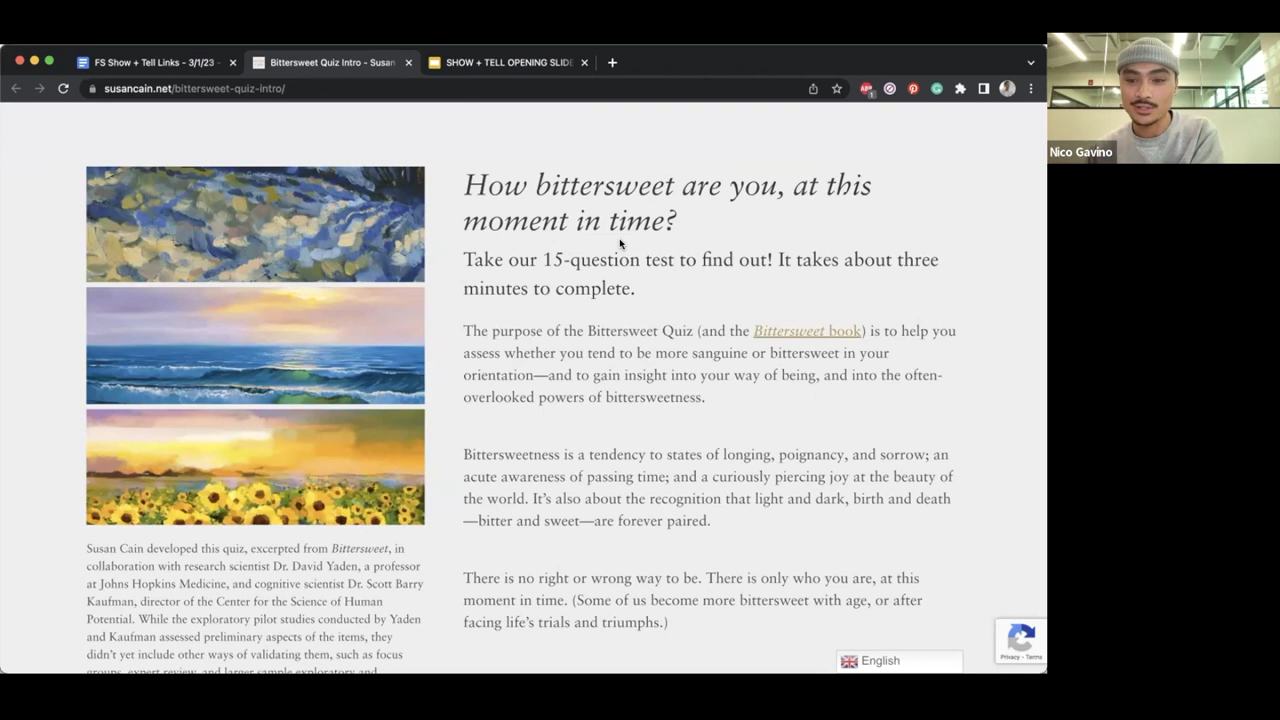 FS Show + Tell Links - 3/1/23
Bittersweet Quiz Intro - Susan
SHOW + TELL OPENING SLIDE
susancain.net/bittersweet-quiz-intro/
ABP
1
Nico Gavino
How bittersweet are you, at this
moment in time?
Take our 15-question test to find out! It takes about three
minutes to complete.
The purpose of the Bittersweet Quiz (and the Bittersweet book) is to help you
assess whether you tend to be more sanguine or bittersweet in your
orientation—and to gain insight into your way of being, and into the often-
overlooked powers of bittersweetness.
Bittersweetness is a tendency to states of longing, poignancy, and sorrow; an
acute awareness of passing time; and a curiously piercing joy at the beauty of
the world. It's also about the recognition that light and dark, birth and death
—bitter and sweet—are forever paired.
There is no right or wrong way to be. There is only who you are, at this
moment in time. (Some of us become more bittersweet with age, or after
facing life's trials and triumphs.)
Susan Cain developed this quiz, excerpted from Bittersweet, in
collaboration with research scientist Dr. David Yaden, a professor
at Johns Hopkins Medicine, and cognitive scientist Dr. Scott Barry
Kaufman, director of the Center for the Science of Human
Potential. While the exploratory pilot studies conducted by Yaden
and Kaufman assessed preliminary aspects of the items, they
didn't yet include other ways of validating them, such as focus
groups, expert review, and larger sample exploratory and
Privacy - Terms
English